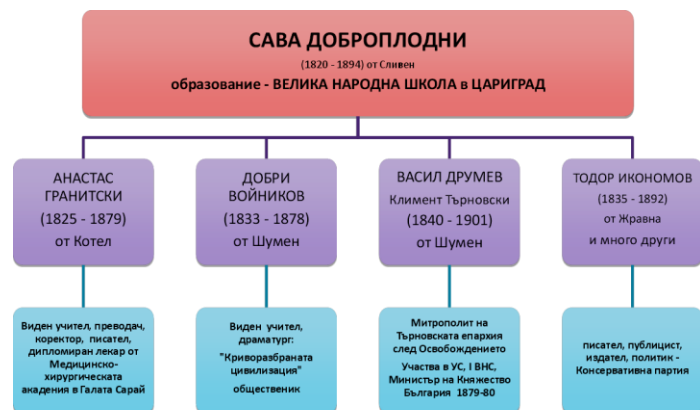 САВА ДОБРОПЛОДНИ
(1820 - 1894) от Сливен
образование - ВЕЛИКА НАРОДНА ШКОЛА в ЦАРИГРАД
АНАСТАС
ГРАНИТСКИ
(1825 - 1879)
от Котел
ДОБРИ
ВОЙНИКОВ
(1833 - 1878)
от Шумен
ВАСИЛ ДРУМЕВ
Климент Търновски
(1840 - 1901)
от Шумен
ТОДОР ИКОНОМОВ
(1835 - 1892)
от Жравна
и много други
Виден учител, преводач,
коректор, писател,
дипломиран лекар от
Медицинско-
хирургическата
академия в Галата Сарай
Виден учител,
драматург:
"Криворазбраната
цивилизация"
общественик
Митрополит на
Търновската епархия
след Освобождението
Участва в УС, I ВНС,
Министър на Княжество
България 1879-80
писател, публицист,
издател, политик -
Консервативна партия